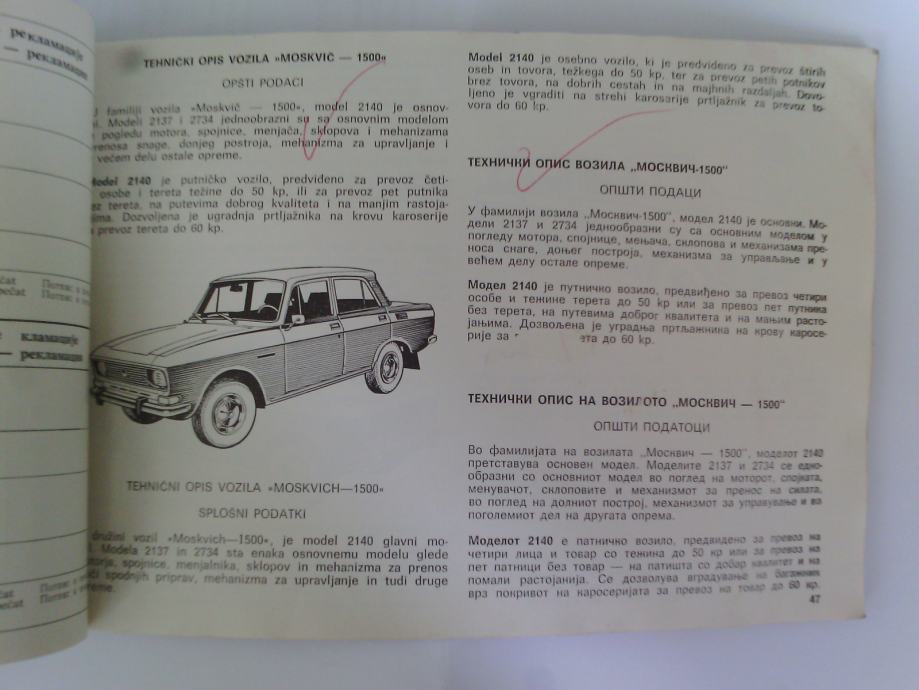 рекламације
— рекламации
ečat
pečat
кламације
— рекламации
ečat
pečat
TEHNIČKI OPIS VOZILA »MOSKVIČ — 1500«
OPŠTI PODACI
familiji vozila »Moskvič — 1500«, model 2140 je osnov-
Modeli 2137 i 2734 jednoobrazni su sa osnovnim modelom
pogledu motora, spojnice, menjača, sklopova i mehanizama
snage, donjeg postroja, mehanizma za upravljanje i
većem delu ostale opreme.
Model 2140 je putničko vozilo, predviđeno za prevoz četi-
osobe i tereta težine do 50 kp, ili za prevoz pet putnika
tereta, na putevima dobrog kvaliteta i na manjim rastoja-
Dozvoljena je ugradnja prtljažnika na krovu karoserije
prevoz tereta do 60 kp.
TEHNIČNI OPIS VOZILA »MOSKVICH—1500«
SPLOŠNI PODATKI
družini vozil »Moskvich—1500«, je model 2140 glavni mo-
Modela 2137 in 2734 sta enaka osnovnemu modelu glede
spojnice, menjalnika, sklopov in mehanizma za prenos
spodnjih priprav, mehanizma za upravljanje in tudi druge
Model 2140 je osebno vozilo, ki je predvideno za prevoz štirih
oseb in tovora, težkega do 50 kp, ter za prevoz petih potnikov
brez tovora, na dobrih cestah in na majhnih razdaljah. Dovo-
ljeno je vgraditi na strehi karoserije prtljažnik za prevoz to-
vora do 60 kp.
ТЕХНИЧКИ ОПИС ВОЗИЛА „МОСКВИЧ-1500“
ОПШТИ ПОДАЦИ
У фамилији возила „Москвич-1500“, модел 2140 је основни. Мо-
дели 2137 и 2734 једнообразни су са основним моделом у
погледу мотора, спојнице, мењача, склопова и механизама пре-
носа снаге, доњег построја, механизма за управљање и у
већем делу остале опреме.
Модел 2140 је путничко возило, предвиђено за превоз четири
особе и тежине терета до 50 кр или за превоз пет путника
без терета, на путевима доброг квалитета и на мањим расто-
јањима. Дозвољена је уградња пртљажника на крову каросе-
рије за ета до 60 кр.
ТЕХНИЧКИ ОПИС НА ВОЗИЛОТО „МОСКВИЧ — 1500“
ОПШТИ ПОДАТОЦИ
Во фамилијата на возилата „Москвич — 1500“, моделот 2140
претставува основен модел. Моделите 2137 и 2734 се едно-
образни со основниот модел во поглед на моторот, спојката,
менувачот, склоповите и механизмот за пренос на силата,
во поглед на долниот построј, механизмот за управување и во
поголемиот дел на другата опрема.
Моделот 2140 е патничко возило, предвидено за превоз на
четири лица и товар со тежина до 50 кр или за превоз на
пет патници без товар — на патишта со добар квалитет и на
помали растојанија. Се дозволува вградување на багажник
врз покривот на каросеријата за превоз на товар до 60 кр.
47